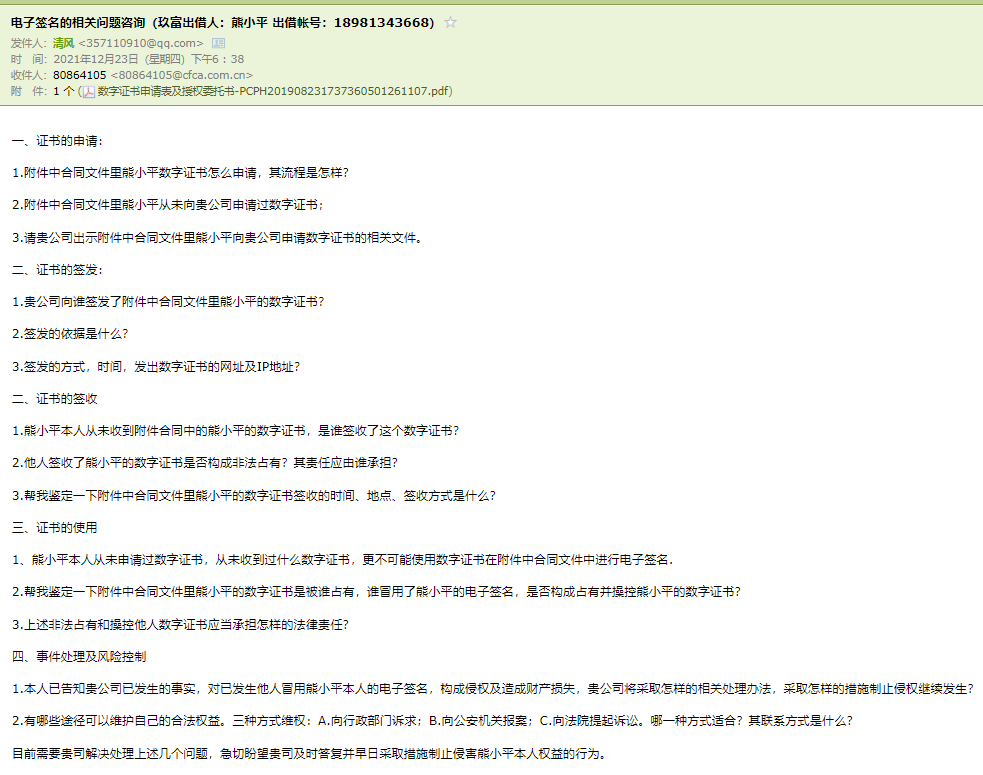 电子签名的相关问题咨询（玖富出借人：熊小平 出借帐号：18981343668）
发件人：清风 <357110910@qq.com>
时 间：2021年12月23日（星期四）下午6：38
收件人：80864105 <80864105@cfca.com.cn>
附 件：1 个 (数字证书申请表及授权委托书-PCPH201908231737360501261107.pdf)
一、证书的申请：
1.附件中合同文件里熊小平数字证书怎么申请，其流程是怎样？
2.附件中合同文件里熊小平从未向贵公司申请过数字证书；
3.请贵公司出示附件中合同文件里熊小平向贵公司申请数字证书的相关文件。
二、证书的签发：
1.贵公司向谁签发了附件中合同文件里熊小平的数字证书？
2.签发的依据是什么？
3.签发的方式，时间，发出数字证书的网址及IP地址？
二、证书的签收
1.熊小平本人从未收到附件合同中的熊小平的数字证书，是谁签收了这个数字证书？
2.他人签收了熊小平的数字证书是否构成非法占有？其责任应由谁承担？
3.帮我鉴定一下附件中合同文件里熊小平的数字证书签收的时间、地点、签收方式是什么？
三、证书的使用
1、熊小平本人从未申请过数字证书，从未收到过什么数字证书，更不可能使用数字证书在附件中合同文件中进行电子签名.
2.帮我鉴定一下附件中合同文件里熊小平的数字证书是被谁占有，谁冒用了熊小平的电子签名，是否构成占有并操控熊小平的数字证书？
3.上述非法占有和操控他人数字证书应当承担怎样的法律责任？
四、事件处理及风险控制
1.本人已告知贵公司已发生的事实，对已发生他人冒用熊小平本人的电子签名，构成侵权及造成财产损失，贵公司将采取怎样的相关处理办法，采取怎样的措施制止侵权继续发生？
2.有哪些途径可以维护自己的合法权益。三种方式维权：A.向行政部门诉求；B.向公安机关报案；C.向法院提起诉讼。哪一种方式适合？其联系方式是什么？
目前需要贵司解决处理上述几个问题，急切盼望贵司及时答复并早日采取措施制止侵害熊小平本人权益的行为。